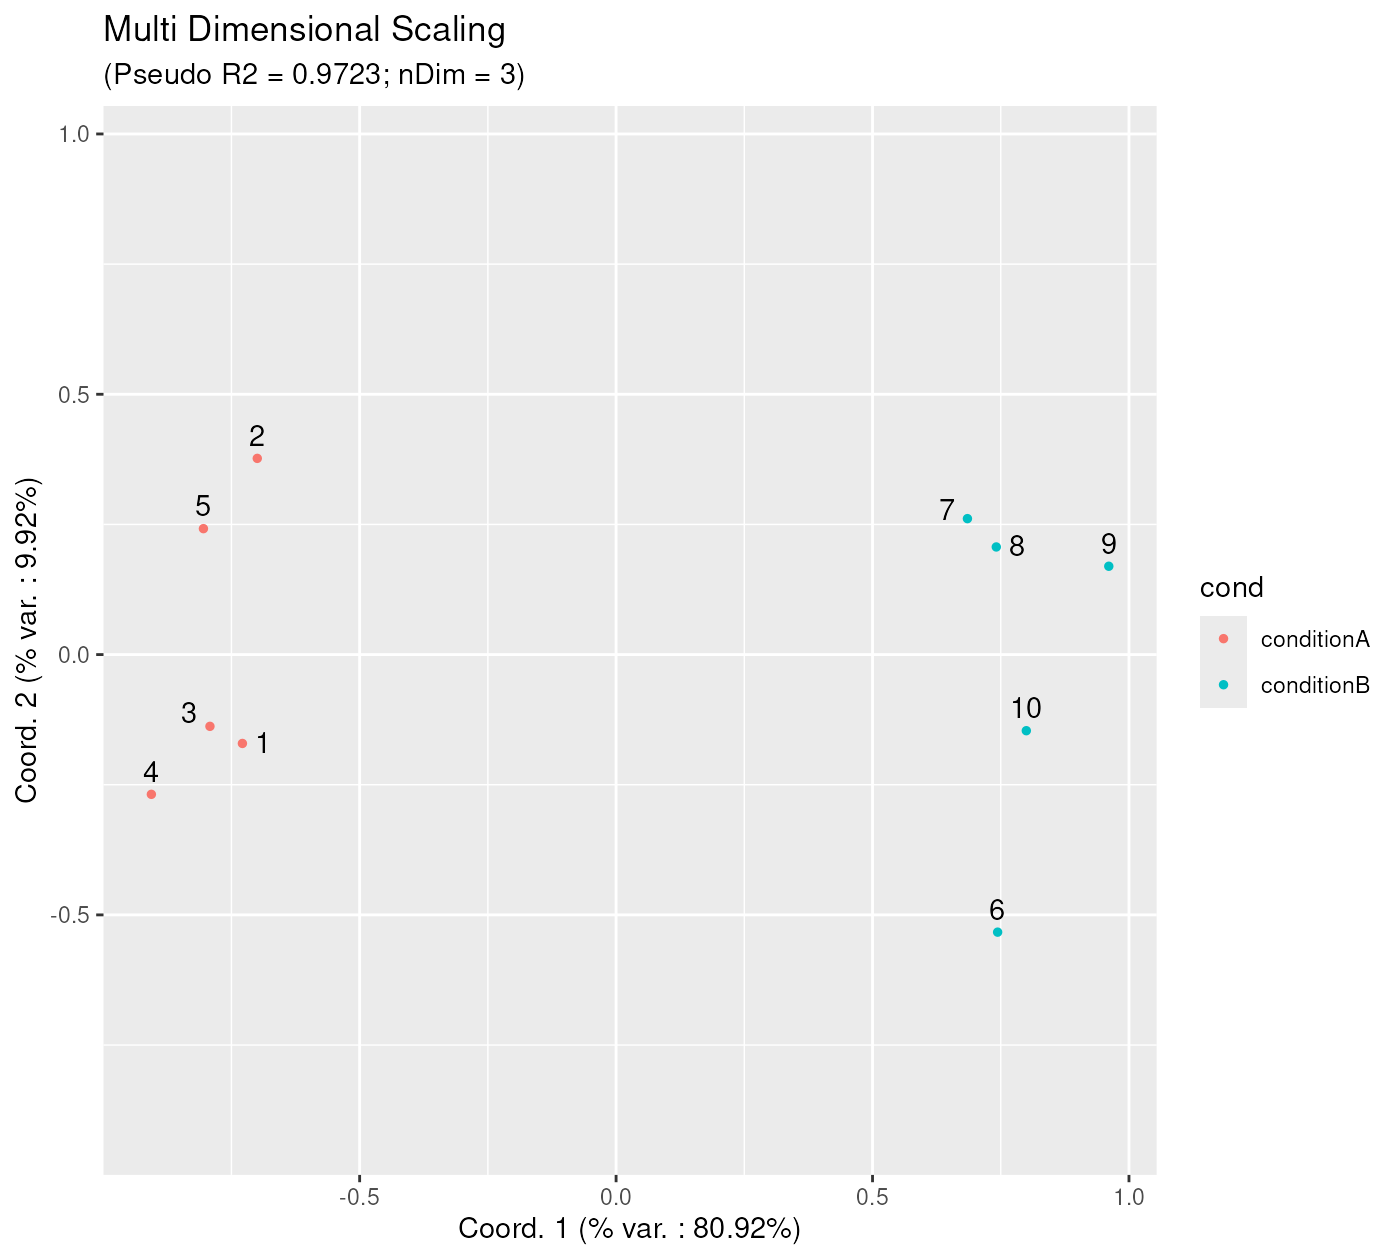 Multi Dimensional Scaling
(Pseudo R2 = 0.9723; nDim = 3)
1.0
0.5
0.0
-0.5
Coord. 2 (% var. : 9.92%)
2
5
7
8
9
3
1
10
4
6
-0.5
0.0
0.5
1.0
Coord. 1 (% var. : 80.92%)
cond
conditionA
conditionB